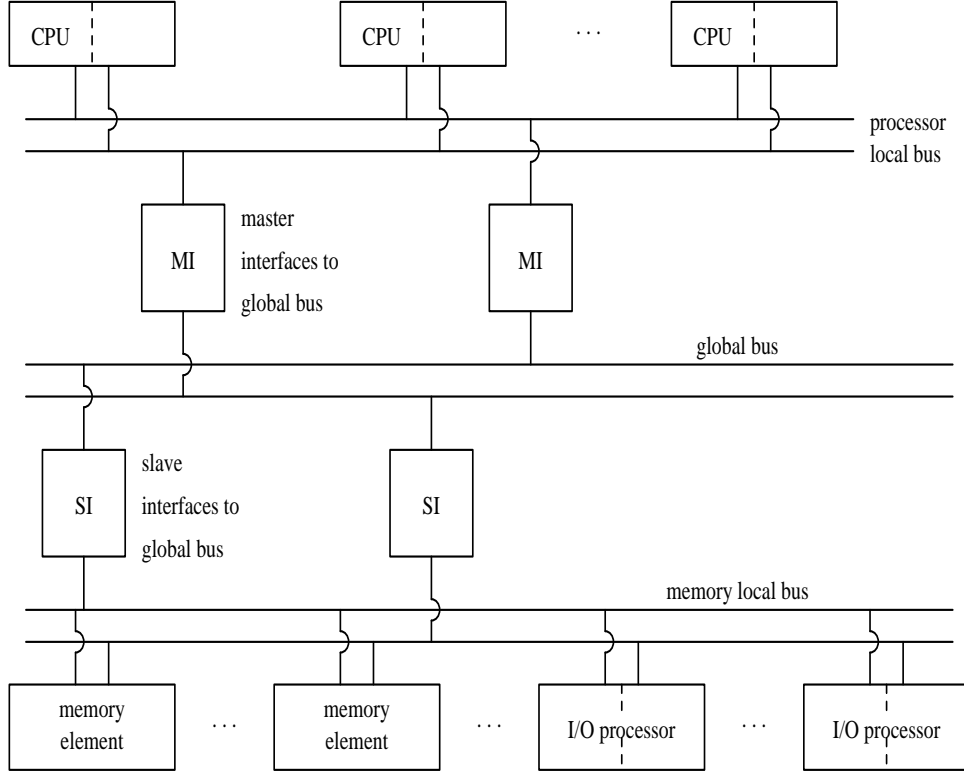 CPU
CPU
. . .
CPU
processor
local bus
MI
master
interfaces to
global bus
MI
global bus
SI
slave
interfaces to
global bus
SI
memory local bus
memory
element
. . .
memory
element
. . .
I/O processor
. . .
I/O processor